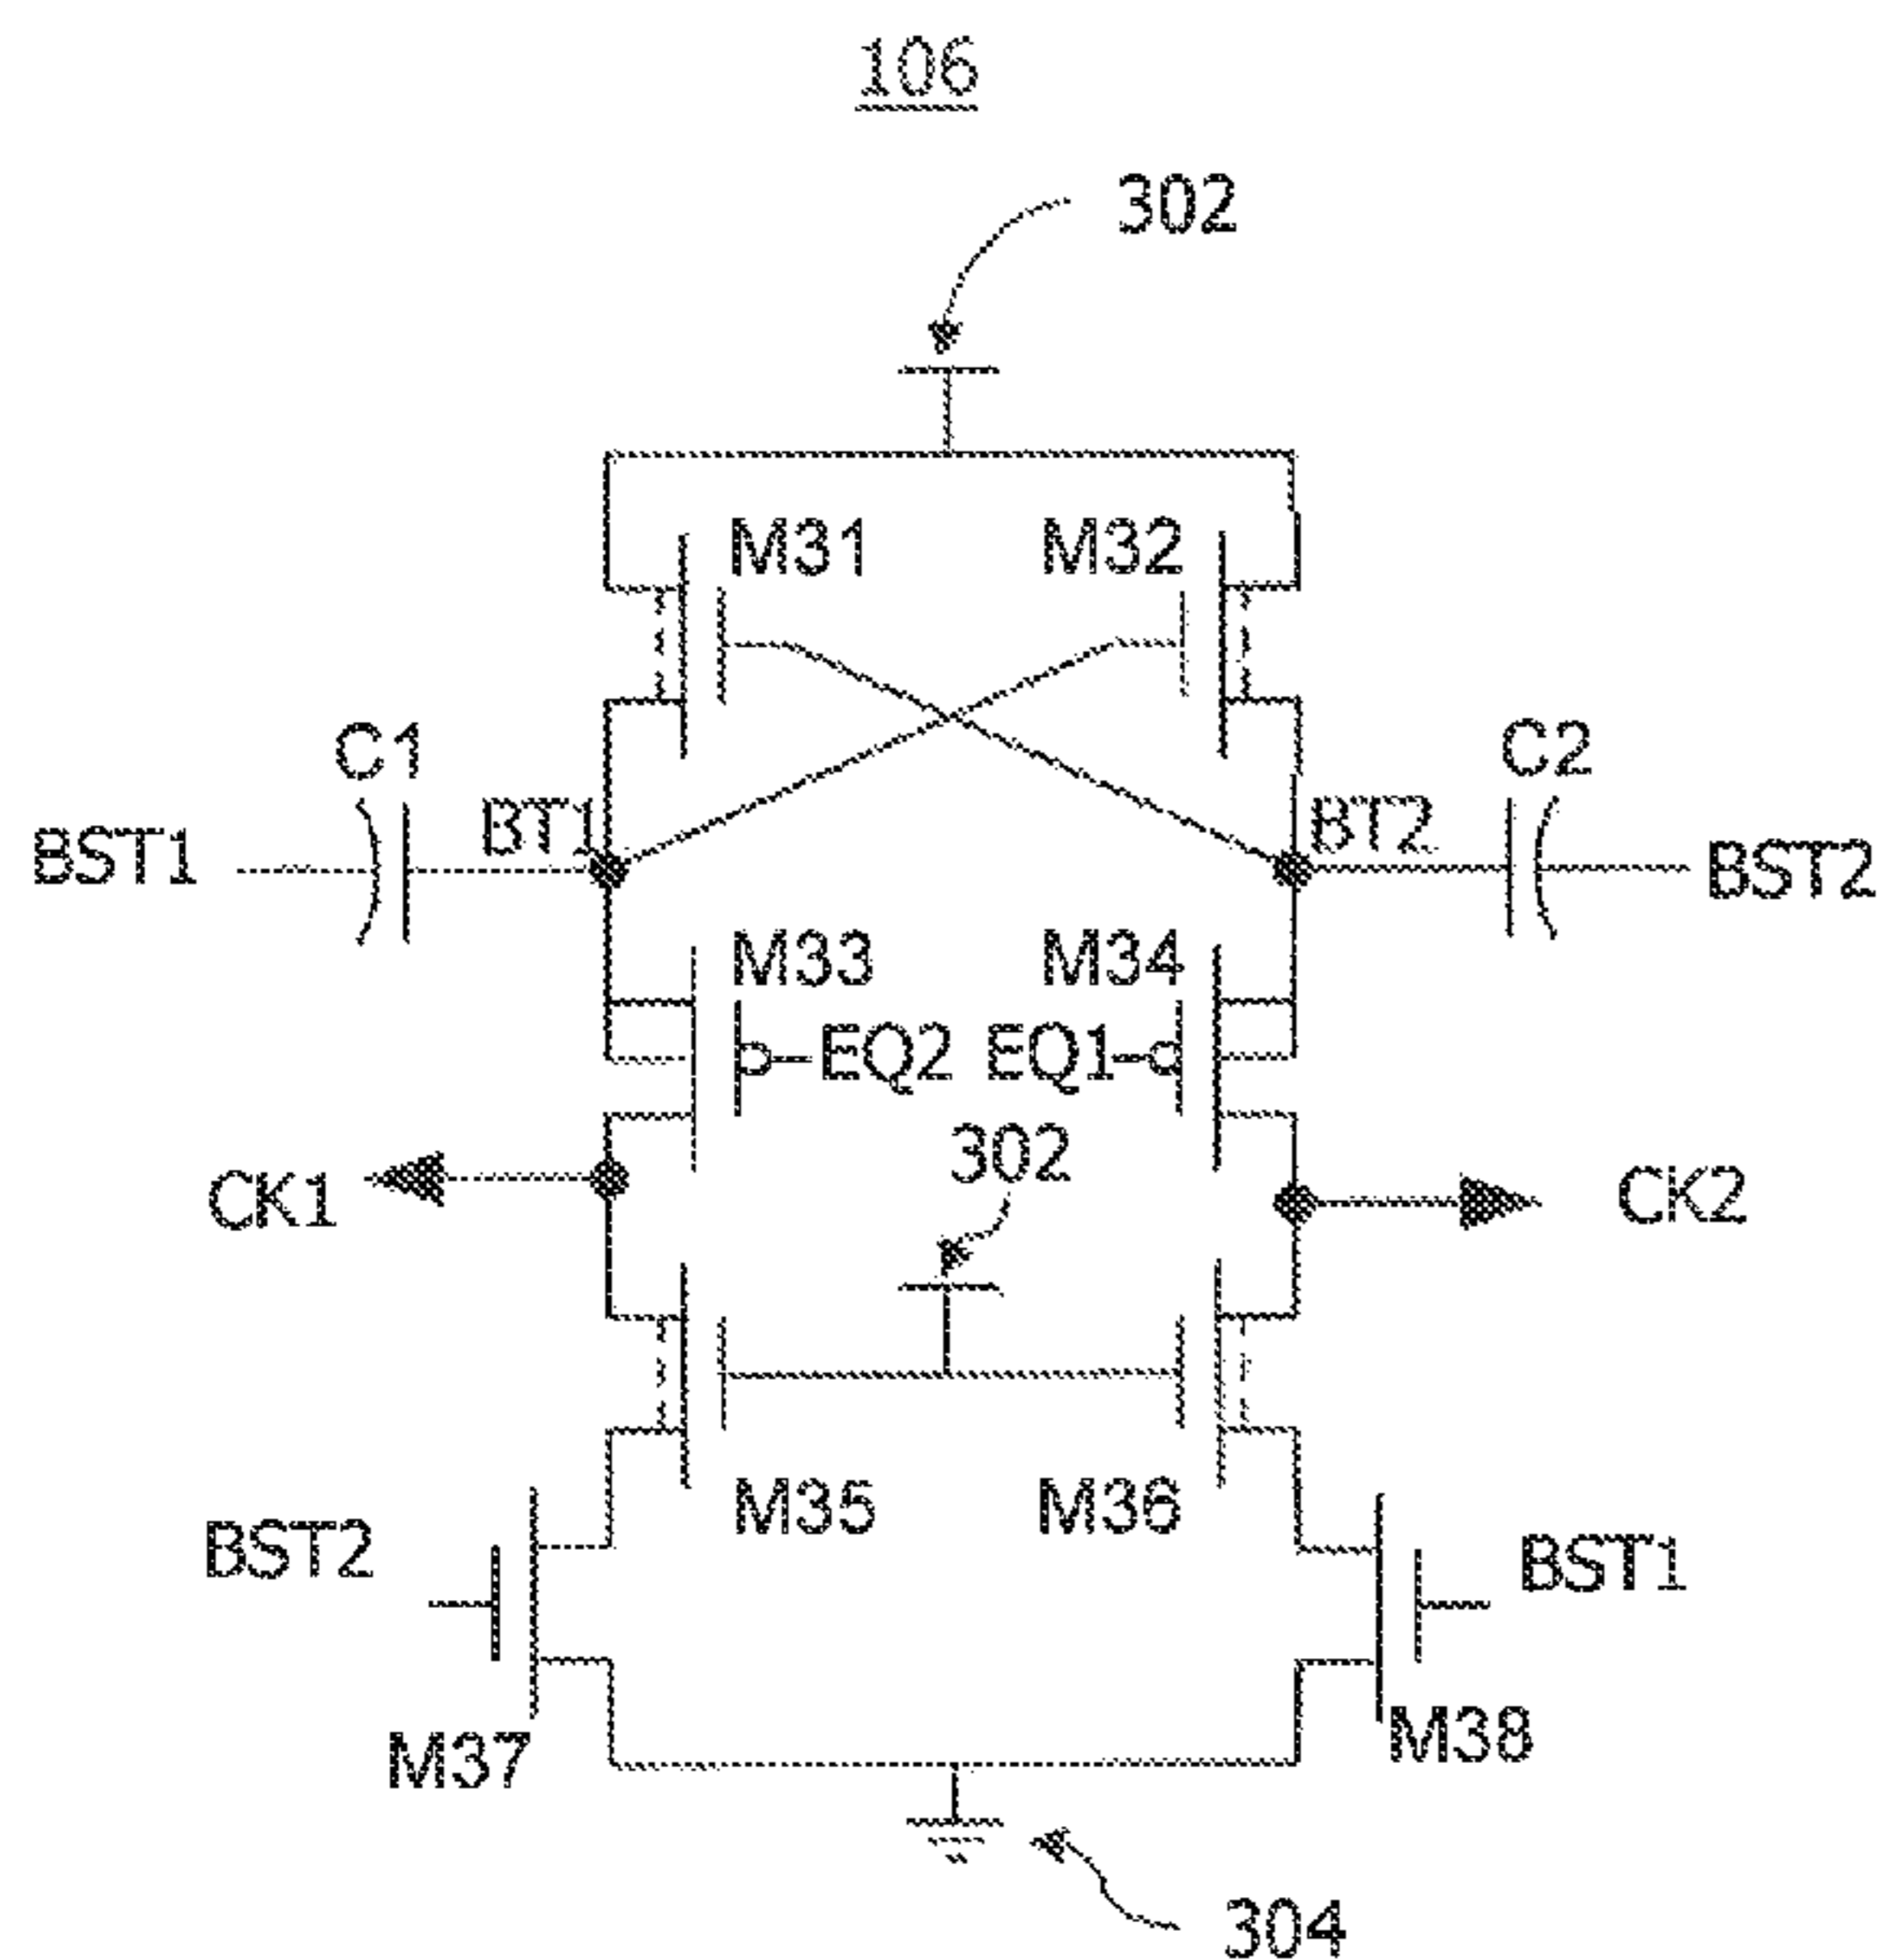 106
302
M31 M32
C1 C2
BST1 BT1 BT2 BST2
M33 M34
EQ2 EQ1
302
CK1 CK2
M35 M36
BST2 BST1
M37 M38
304